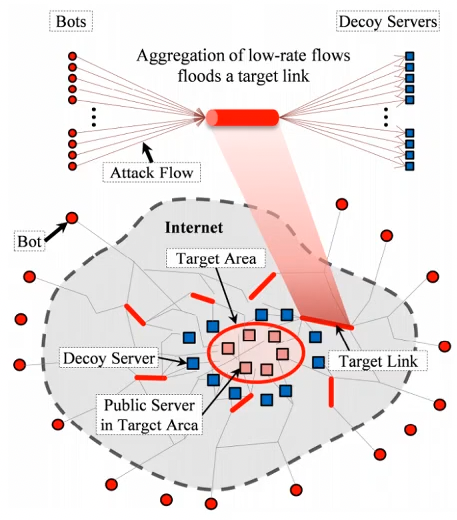 Bots
Decoy Servers
Aggregation of low-rate flows
floods a target link
Attack Flow
Bot
Internet
Target Area
Decoy Server
Target Link
Public Server
in Target Area